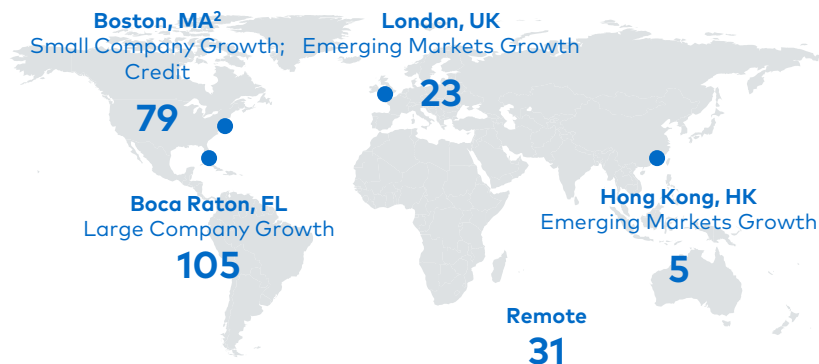 Boston, MA²
Small Company Growth;
Credit
79
London, UK
Emerging Markets Growth
23
Boca Raton, FL
Large Company Growth
105
Hong Kong, HK
Emerging Markets Growth
5
Remote
31